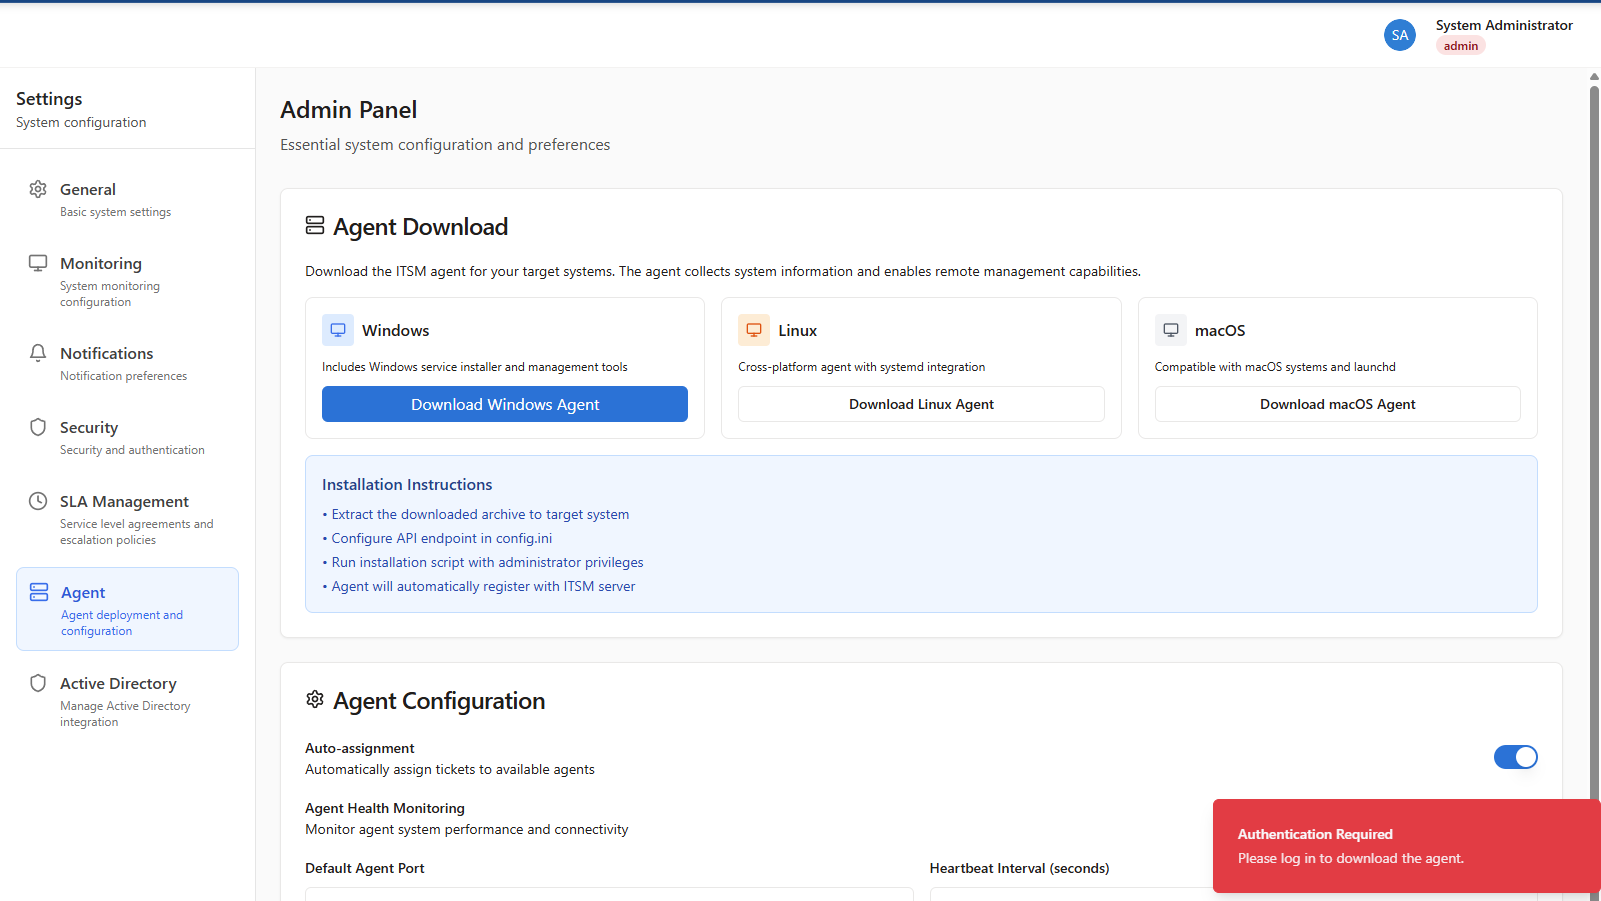 SA
System Administrator
admin
Settings
System configuration
General
Basic system settings
Monitoring
System monitoring
configuration
Notifications
Notification preferences
Security
Security and authentication
SLA Management
Service level agreements and
escalation policies
Agent
Agent deployment and
configuration
Active Directory
Manage Active Directory
integration
Admin Panel
Essential system configuration and preferences
Agent Download
Download the ITSM agent for your target systems. The agent collects system information and enables remote management capabilities.
Windows
Includes Windows service installer and management tools
Download Windows Agent
Linux
Cross-platform agent with systemd integration
Download Linux Agent
macOS
Compatible with macOS systems and launchd
Download macOS Agent
Installation Instructions
• Extract the downloaded archive to target system
• Configure API endpoint in config.ini
• Run installation script with administrator privileges
• Agent will automatically register with ITSM server
Agent Configuration
Auto-assignment
Automatically assign tickets to available agents
Agent Health Monitoring
Monitor agent system performance and connectivity
Default Agent Port
Heartbeat Interval (seconds)
Authentication Required
Please log in to download the agent.